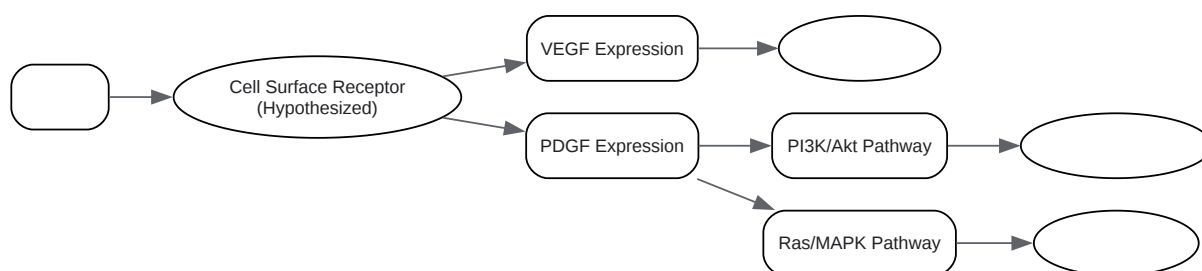 VEGF Expression
Cell Surface Receptor
(Hypothesized)
PDGF Expression
PI3K/Akt Pathway
Ras/MAPK Pathway